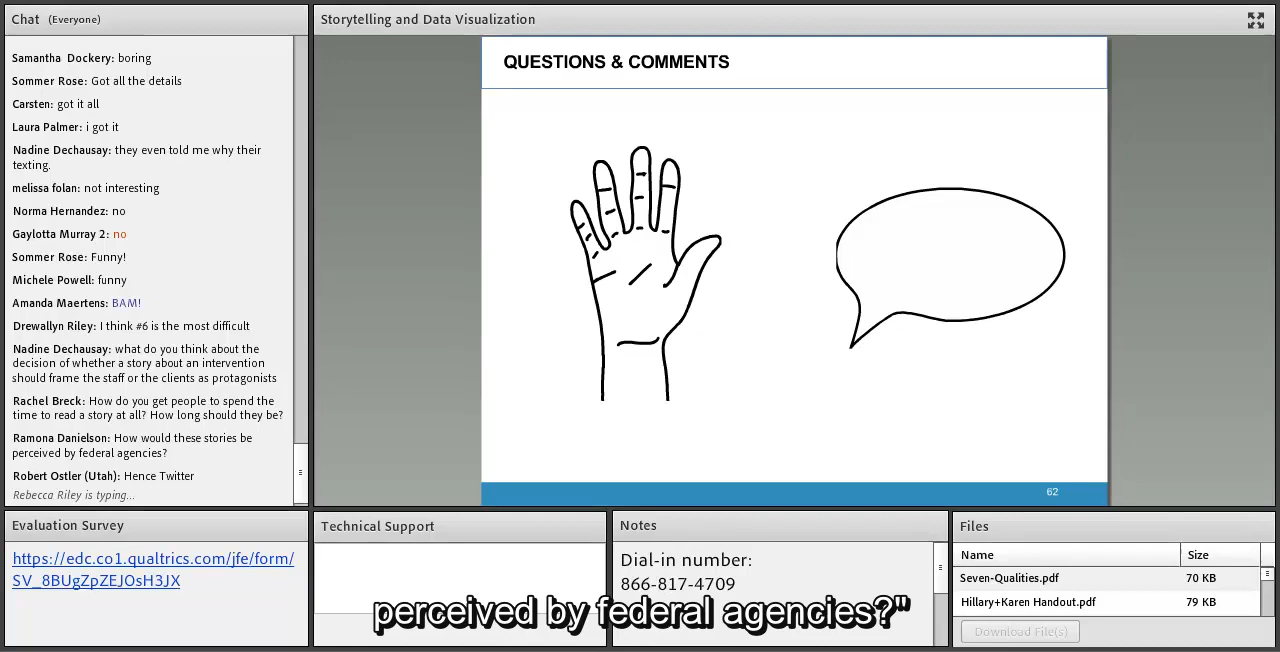 Chat (Everyone)
Samantha Dockery: boring
Sommer Rose: Got all the details
Carsten: got it all
Laura Palmer: i got it
Nadine Dechausay: they even told me why their
texting.
melissa folan: not interesting
Norma Hernandez: no
Gaylotta Murray 2: no
Sommer Rose: Funny!
Michele Powell: funny
Amanda Maertens: BAM!
Drewallyn Riley: I think #6 is the most difficult
Nadine Dechausay: what do you think about the
decision of whether a story about an intervention
should frame the staff or the clients as protagonists
Rachel Breck: How do you get people to spend the
time to read a story at all? How long should they be?
Ramona Danielson: How would these stories be
perceived by federal agencies?
Robert Ostler (Utah): Hence Twitter
Rebecca Riley is typing...
Storytelling and Data Visualization
QUESTIONS & COMMENTS
62
Evaluation Survey
https://edc.co1.qualtrics.com/jfe/form/
SV_8BUgZpZEJOsH3JX
Technical Support
Notes
Dial-in number:
866-817-4709
Files
Name Size
Seven-Qualities.pdf 70 KB
Hillary+Karen Handout.pdf 79 KB
Download File(s)
perceived by federal agencies?"